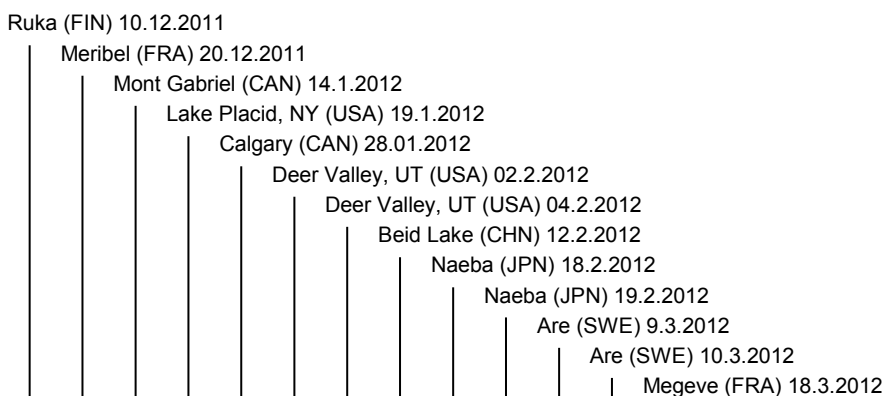 Ruka (FIN) 10.12.2011
Meribel (FRA) 20.12.2011
Mont Gabriel (CAN) 14.1.2012
Lake Placid, NY (USA) 19.1.2012
Calgary (CAN) 28.01.2012
Deer Valley, UT (USA) 02.2.2012
Deer Valley, UT (USA) 04.2.2012
Beid Lake (CHN) 12.2.2012
Naeba (JPN) 18.2.2012
Naeba (JPN) 19.2.2012
Are (SWE) 9.3.2012
Are (SWE) 10.3.2012
Megeve (FRA) 18.3.2012